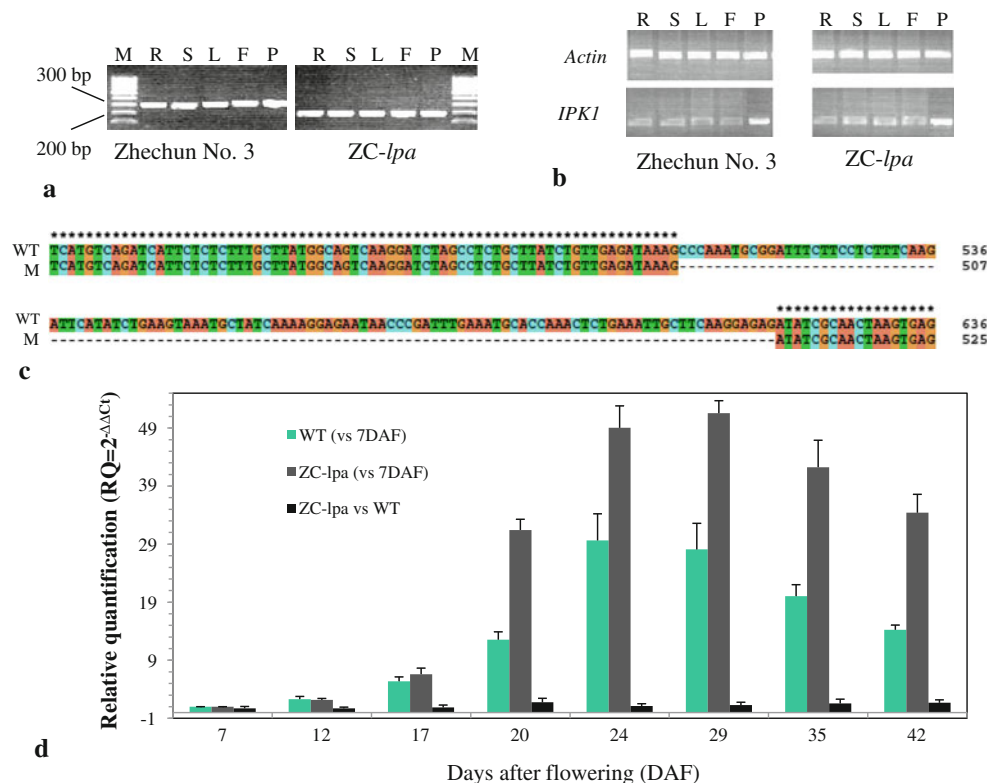 M R S L F P
R S L F P M
300 bp
200 bp
Zhechun No. 3
ZC-lpa
a
R S L F P
R S L F P
Actin
IPK1
Zhechun No. 3
ZC-lpa
b
***********************************************************************
WT TCATGTCAGATCATTCTCTCTTTGCTTATGGCAGTCAAGGATCTAGCCTCTGCTTATCTGTTGAGATAAAGCCCAAATGCGGATTTCTTCCTCTTTCAAG 536
M TCATGTCAGATCATTCTCTCTTTGCTTATGGCAGTCAAGGATCTAGCCTCTGCTTATCTGTTGAGATAAAG----------------------------- 507
******************
WT ATTCATATCTGAAGTAAATGCTATCAAAAGGAGAATAACCCGATTTGAAATGCACCAAACTCTGAAATTGCTTCAAGGAGAGATATCGCAACTAAGTGAG 636
M ----------------------------------------------------------------------------------ATATCGCAACTAAGTGAG 525
c
Relative quantification (RQ=2-ΔΔCt)
49
39
29
19
9
-1
WT (vs 7DAF)
ZC-lpa (vs 7DAF)
ZC-lpa vs WT
7 12 17 20 24 29 35 42
Days after flowering (DAF)
d